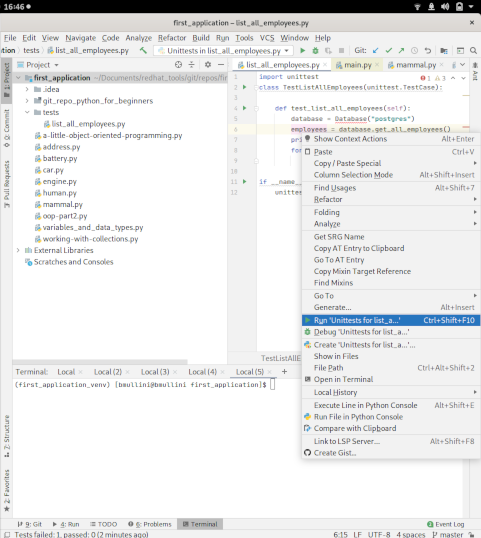 16:46
first_application – list_all_employees.py
File Edit View Navigate Code Analyze Refactor Build Run Tools VCS Window Help
tests list_all_employees.py Unittests in list_all_employees.py Git:
Project list_all_employees.py main.py mammal.py
first_application ~/Documents/redhat_tools/git/repos/
.idea
git_repo_python_for_beginners
tests
list_all_employees.py
a-little-object-oriented-programming.py
address.py
battery.py
car.py
engine.py
human.py
mammal.py
oop-part2.py
variables_and_data_types.py
working-with-collections.py
External Libraries
Scratches and Consoles
1: Project
0: Commit
Pull Requests
7: Structure
2: Favorites
1 import unittest
2 class TestListAllEmployees(unittest.TestCase):
3
4 def test_list_all_employees(self):
5 database = Database("postgres")
6 employees = database.get_all_employees()
7 pri
8 for
9
10
11 if __name__
12 unittes
1 3
Show Context Actions Alt+Enter
Paste Ctrl+V
Copy / Paste Special
Column Selection Mode Alt+Shift+Insert
Find Usages Alt+Shift+7
Refactor
Folding
Analyze
Get SRG Name
Copy AT Entry to Clipboard
Go To AT Entry
Copy Mixin Target Reference
Find Mixins
Go To
Generate... Alt+Insert
Run 'Unittests for list_a...' Ctrl+Shift+F10
Debug 'Unittests for list_a...'
Create 'Unittests for list_a...'...
Show in Files
File Path Ctrl+Alt+Shift+2
Open in Terminal
Local History
Execute Line in Python Console Alt+Shift+E
Run File in Python Console
Compare with Clipboard
Link to LSP Server... Alt+Shift+F8
Create Gist...
TestListAllE
Terminal: Local Local (2) Local (3) Local (4) Local (5) +
(first_application_venv) [bmullini@bmullini first_application]$
9: Git 4: Run TODO 6: Problems Terminal 2 Event Log
Tests failed: 1, passed: 0 (2 minutes ago) 6:15 LF UTF-8 4 spaces master